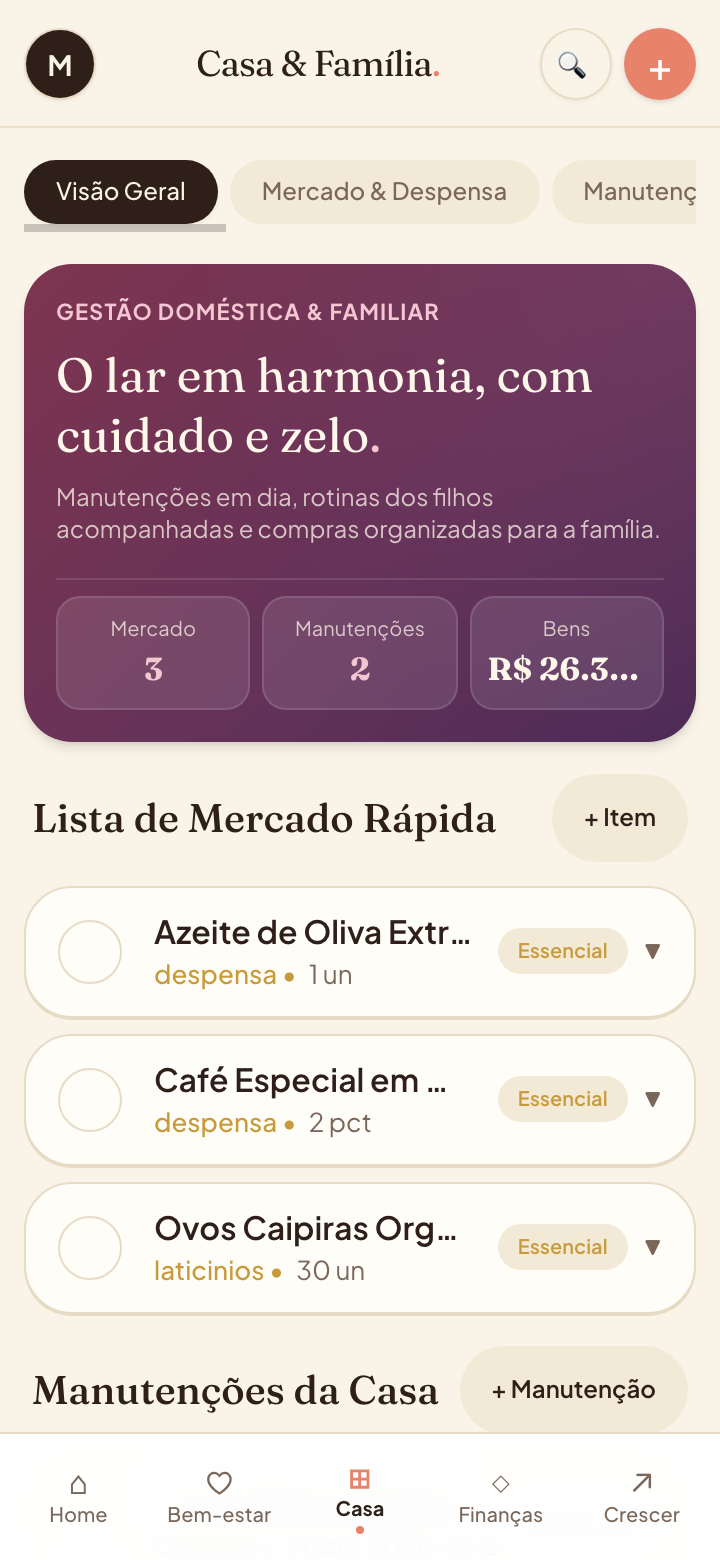 M
Casa & Família.
+
Visão Geral
Mercado & Despensa
Manutenç
GESTÃO DOMÉSTICA & FAMILIAR
O lar em harmonia, com
cuidado e zelo.
Manutenções em dia, rotinas dos filhos
acompanhadas e compras organizadas para a família.
Mercado
3
Manutenções
2
Bens
R$ 26.3...
Lista de Mercado Rápida
+ Item
Azeite de Oliva Extr...
despensa • 1 un
Essencial
Café Especial em ...
despensa • 2 pct
Essencial
Ovos Caipiras Org...
laticinios • 30 un
Essencial
Manutenções da Casa
+ Manutenção
Home
Bem-estar
Casa
Finanças
Crescer